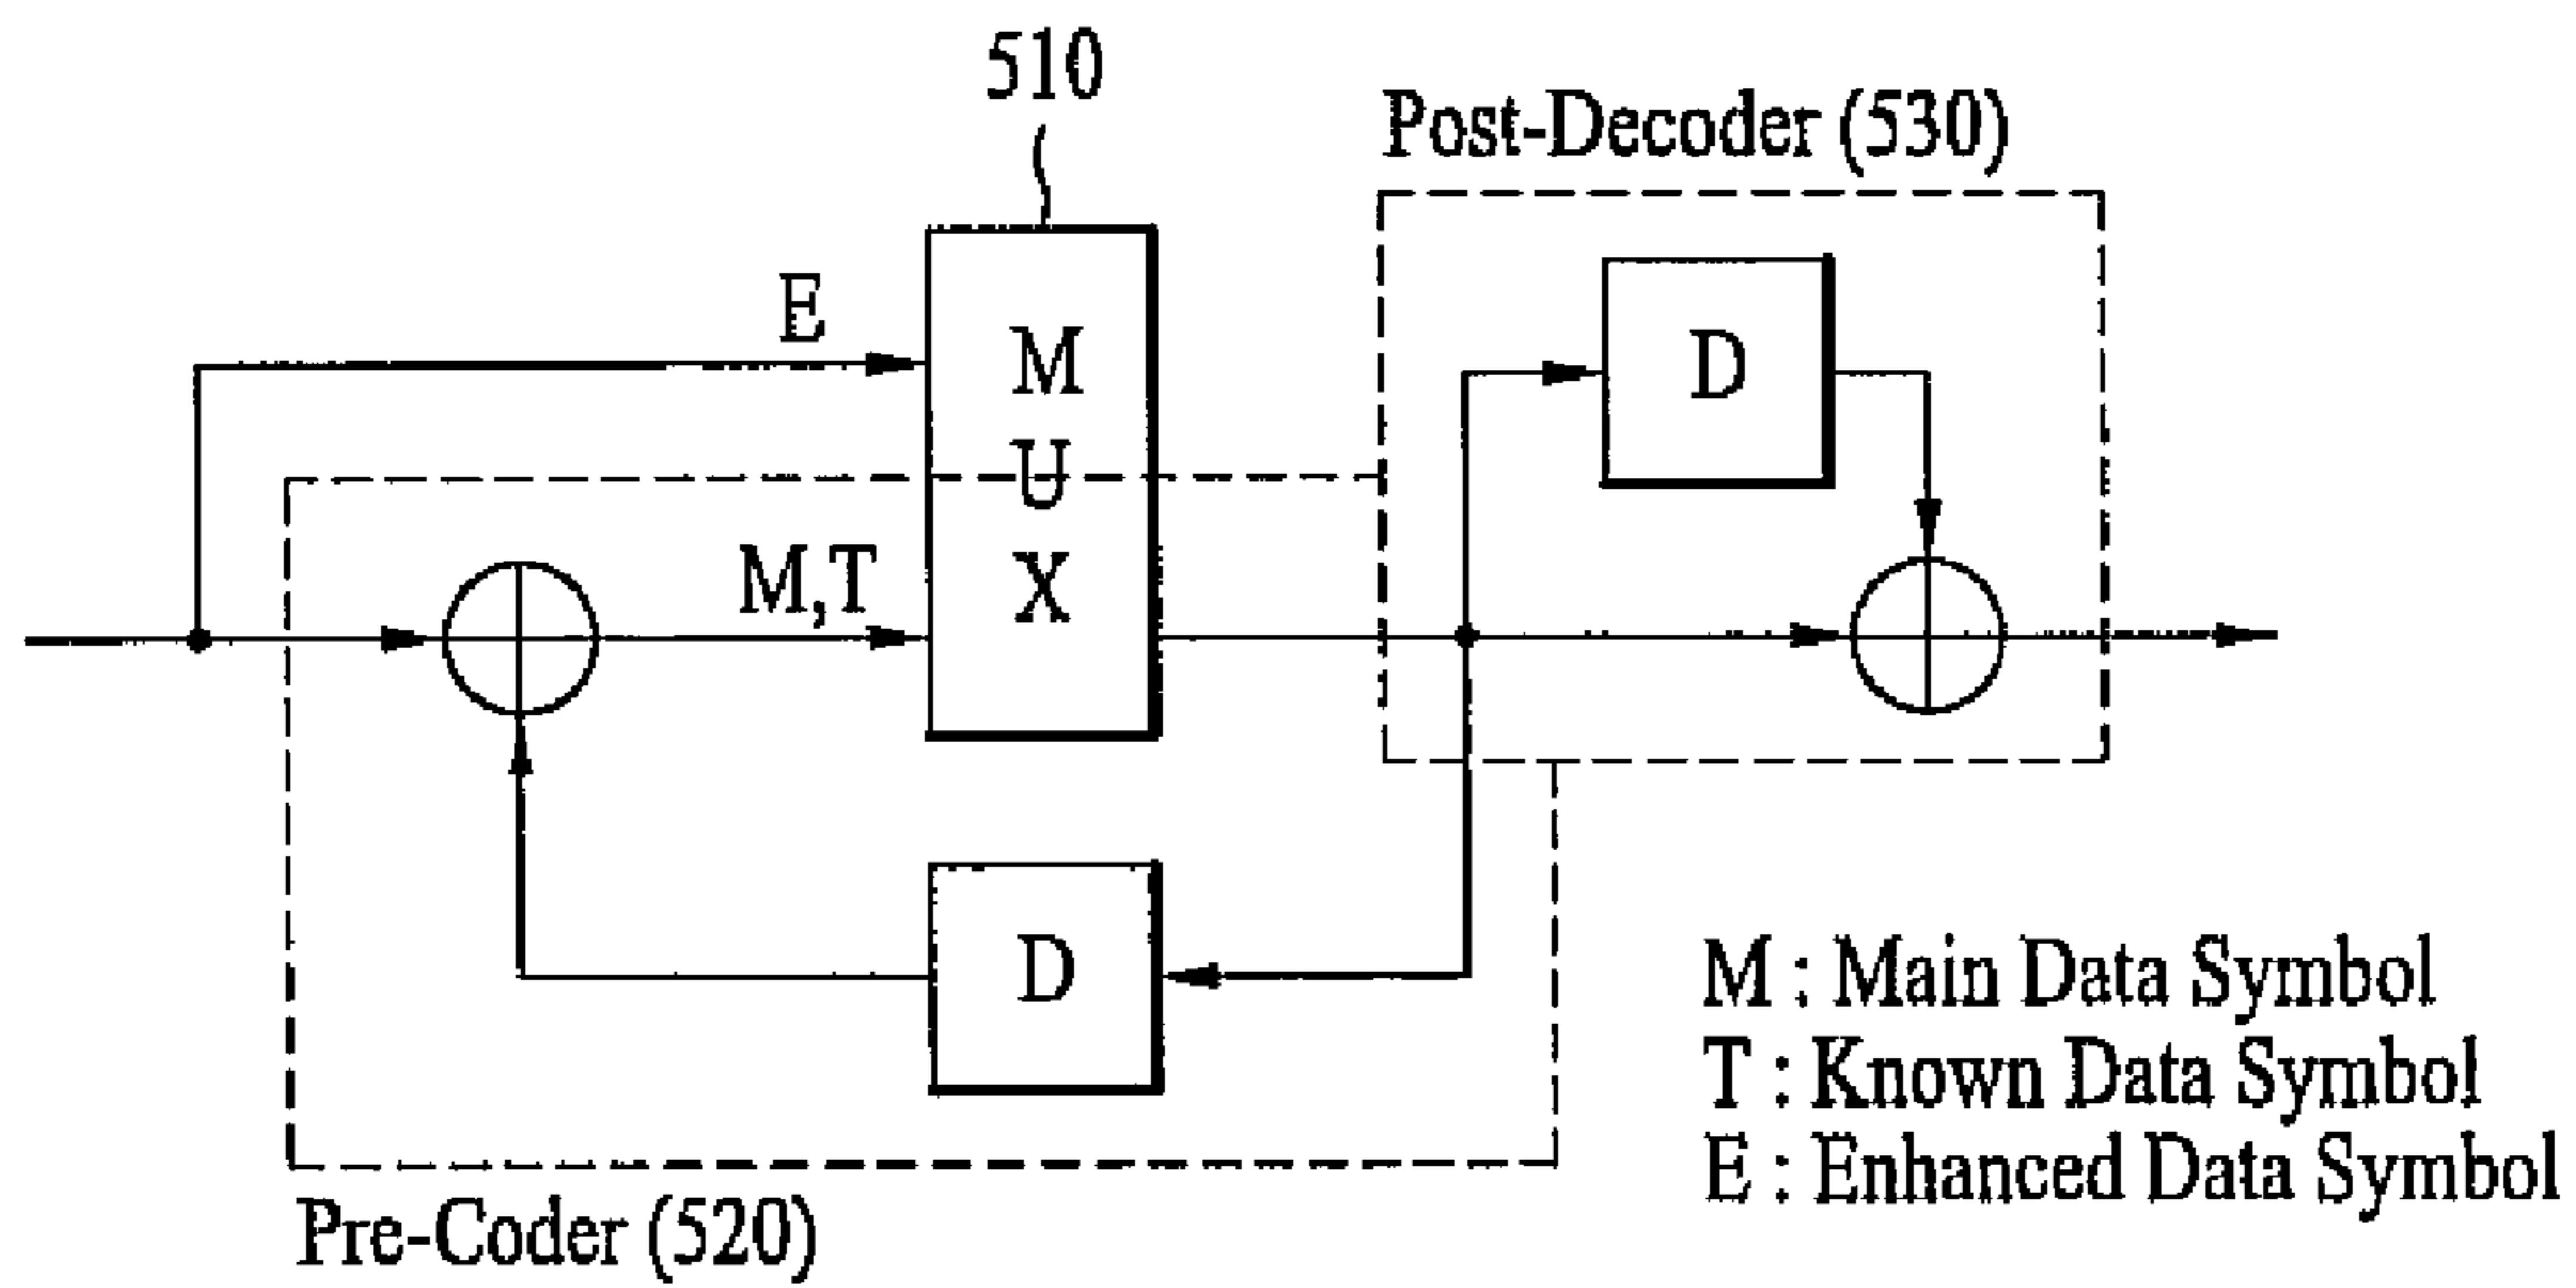 510
Post-Decoder (530)
E
M
U
X
D
M,T
D
M : Main Data Symbol
T : Known Data Symbol
E : Enhanced Data Symbol
Pre-Coder (520)